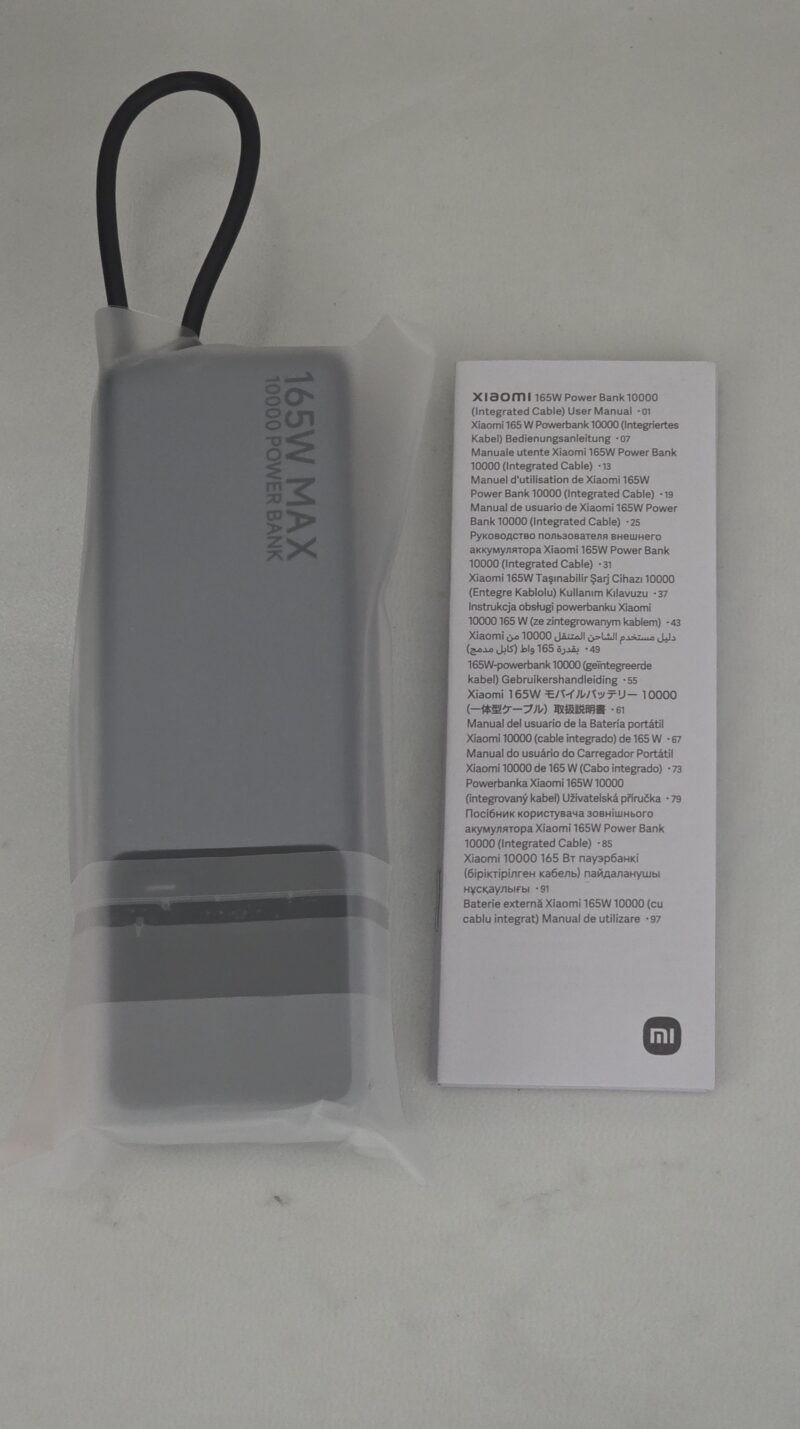 165W MAX
10000 POWER BANK
xiaomi 165W Power Bank 10000
(Integrated Cable) User Manual ·01
Xiaomi 165 W Powerbank 10000 (Integriertes
Kabel) Bedienungsanleitung ·07
Manuale utente Xiaomi 165W Power Bank
10000 (Integrated Cable) ·13
Manuel d'utilisation de Xiaomi 165W
Power Bank 10000 (Integrated Cable) ·19
Manual de usuario de Xiaomi 165W Power
Bank 10000 (Integrated Cable) ·25
Руководство пользователя внешнего
аккумулятора Xiaomi 165W Power Bank
10000 (Integrated Cable) ·31
Xiaomi 165W Taşınabilir Şarj Cihazı 10000
(Entegre Kablolu) Kullanım Kılavuzu ·37
Instrukcja obsługi powerbanku Xiaomi
10000 165 W (ze zintegrowanym kablem) ·43
دليل مستخدم الشاحن المتنقل 10000 من Xiaomi
بقدرة 165 واط (كابل مدمج) ·49
165W-powerbank 10000 (geïntegreerde
kabel) Gebruikershandleiding ·55
Xiaomi 165W モバイルバッテリー 10000
(一体型ケーブル) 取扱説明書 ·61
Manual del usuario de la Batería portátil
Xiaomi 10000 (cable integrado) de 165 W ·67
Manual do usuário do Carregador Portátil
Xiaomi 10000 de 165 W (Cabo integrado) ·73
Powerbanka Xiaomi 165W 10000
(integrovaný kabel) Uživatelská příručka ·79
Посібник користувача зовнішнього
акумулятора Xiaomi 165W Power Bank
10000 (Integrated Cable) ·85
Xiaomi 10000 165 Вт пауэрбанкі
(біріктірілген кабель) пайдаланушы
нұсқаулығы ·91
Baterie externă Xiaomi 165W 10000 (cu
cablu integrat) Manual de utilizare ·97
mi